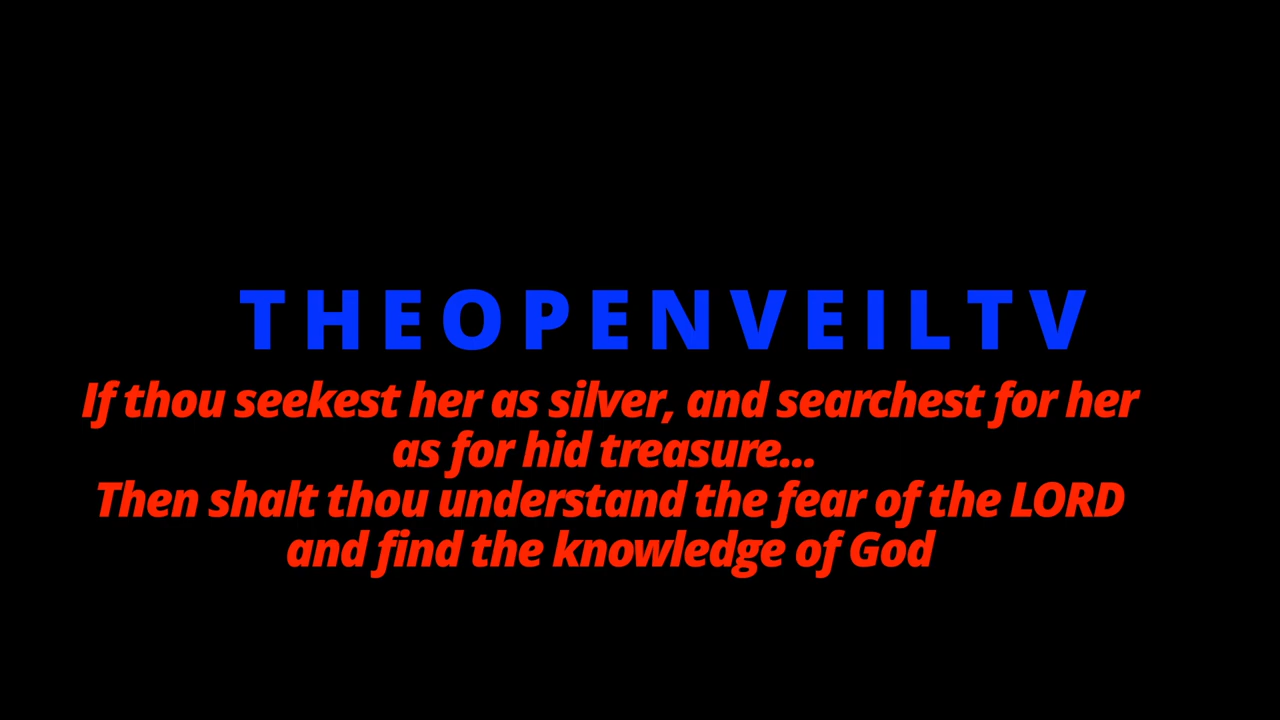 THEOPENVEILTV
If thou seekest her as silver, and searchest for her
as for hid treasure...
Then shalt thou understand the fear of the LORD
and find the knowledge of God